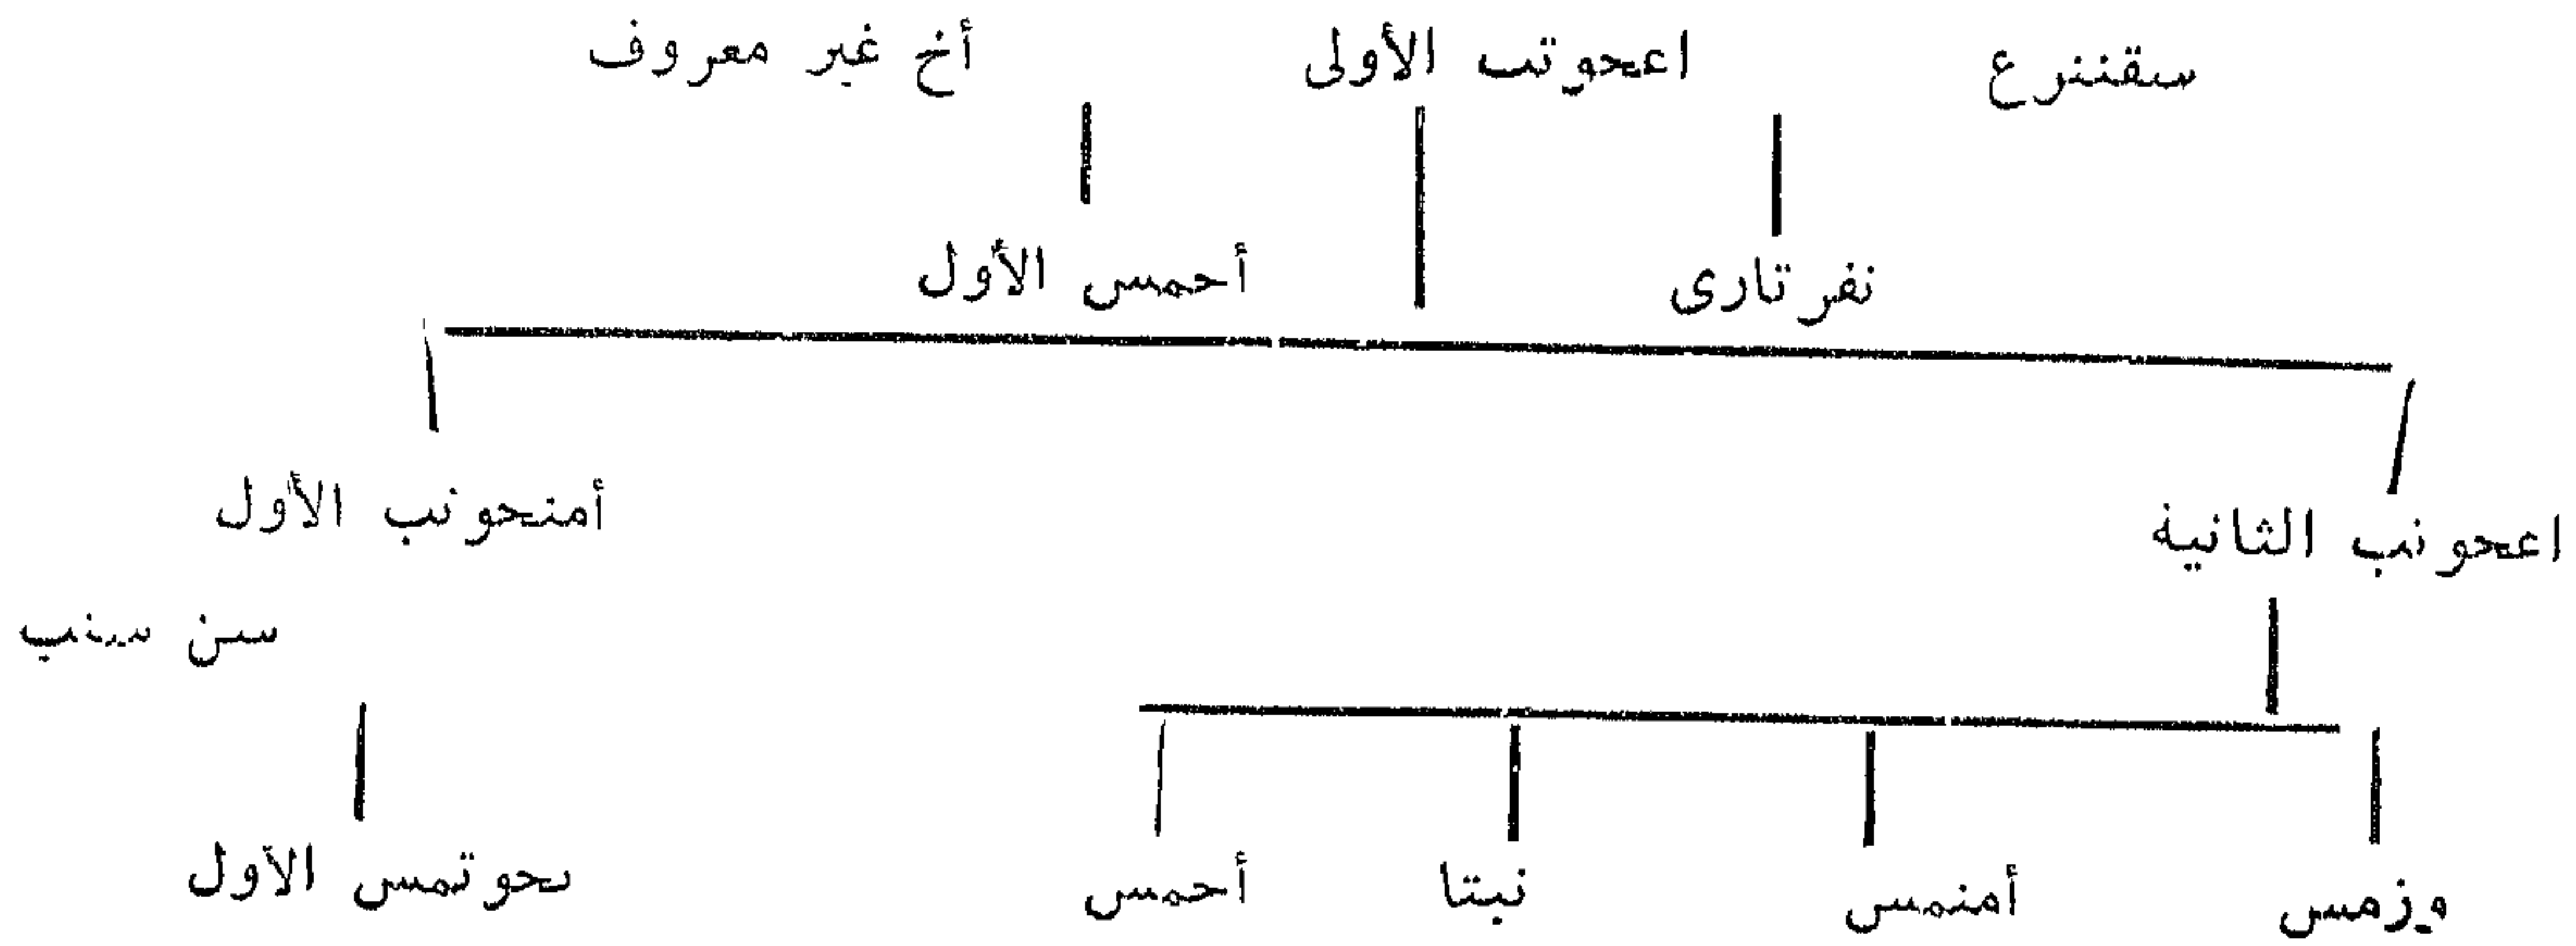 سقننرع اعحوتب الأولى أخ غير معروف
نفرتارى أحمس الأول
اعحوتب الثانية أمنحوتب الأول
سن سنب
وزمس أمنمس نبتا أحمس تحوتمس الأول